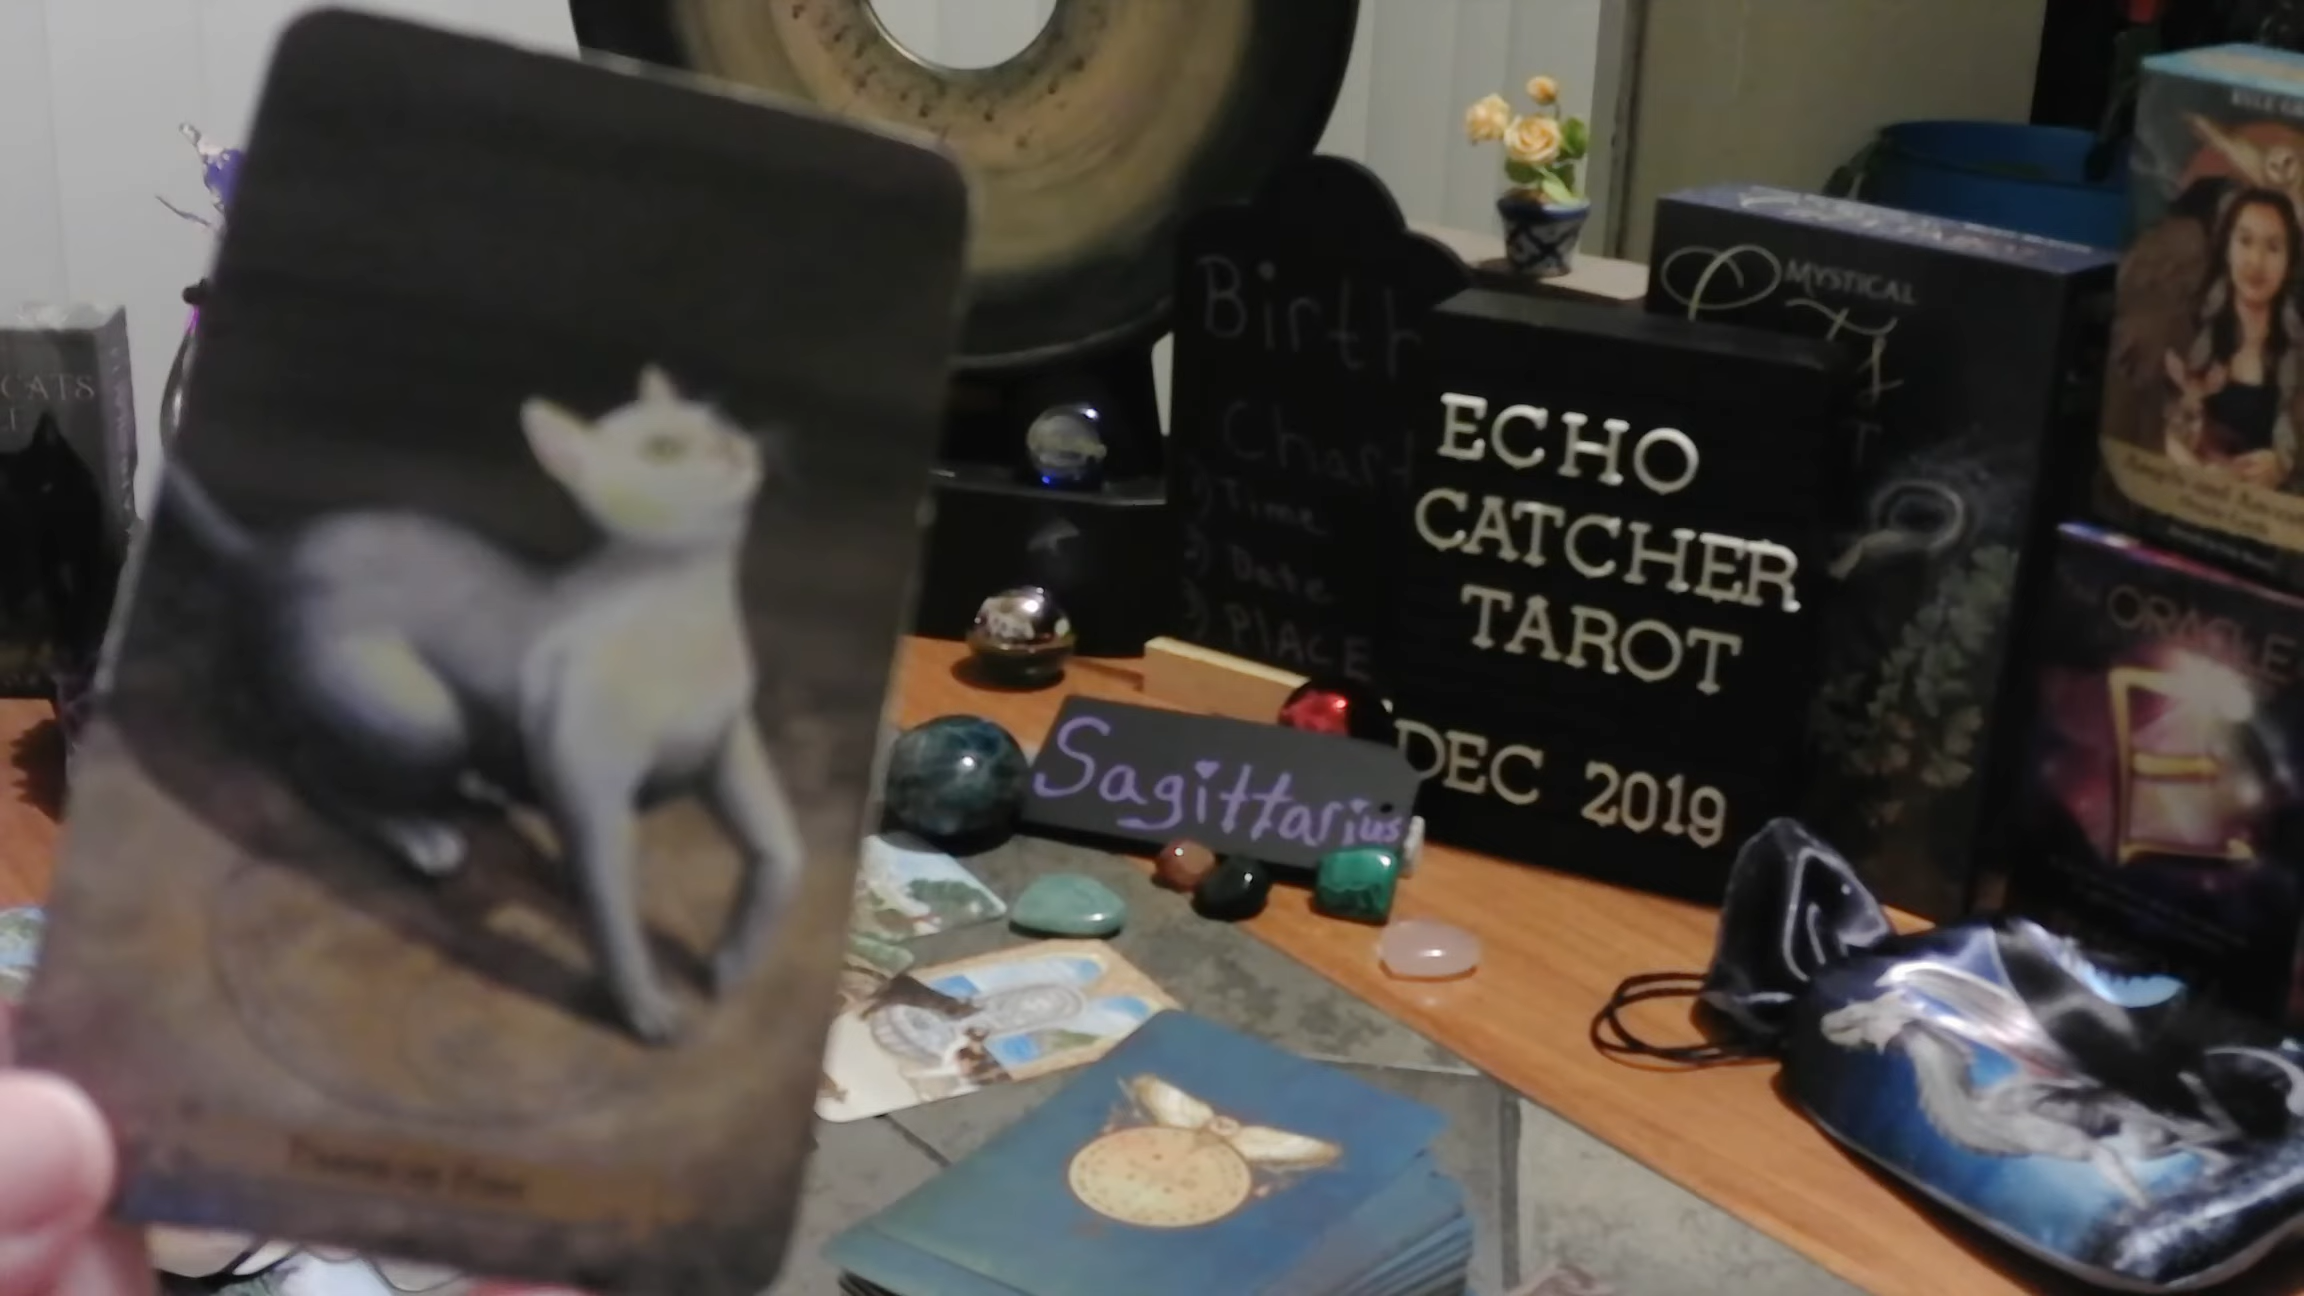 CATS
Birth
Chart
1) Time
2) Date
3) PlACE
ECHO
CATCHER
TAROT
DEC 2019
Sagittarius
MYSTICAL
ORACLE